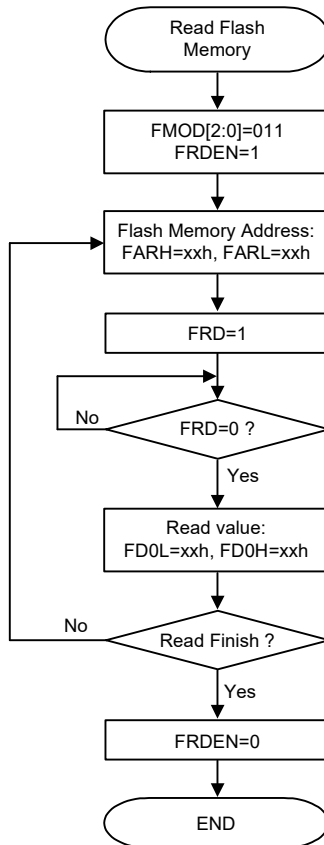 Read Flash
Memory
FMOD[2:0]=011
FRDEN=1
Flash Memory Address:
FARH=xxh, FARL=xxh
FRD=1
No
FRD=0 ?
Yes
Read value:
FD0L=xxh, FD0H=xxh
No
Read Finish ?
Yes
FRDEN=0
END